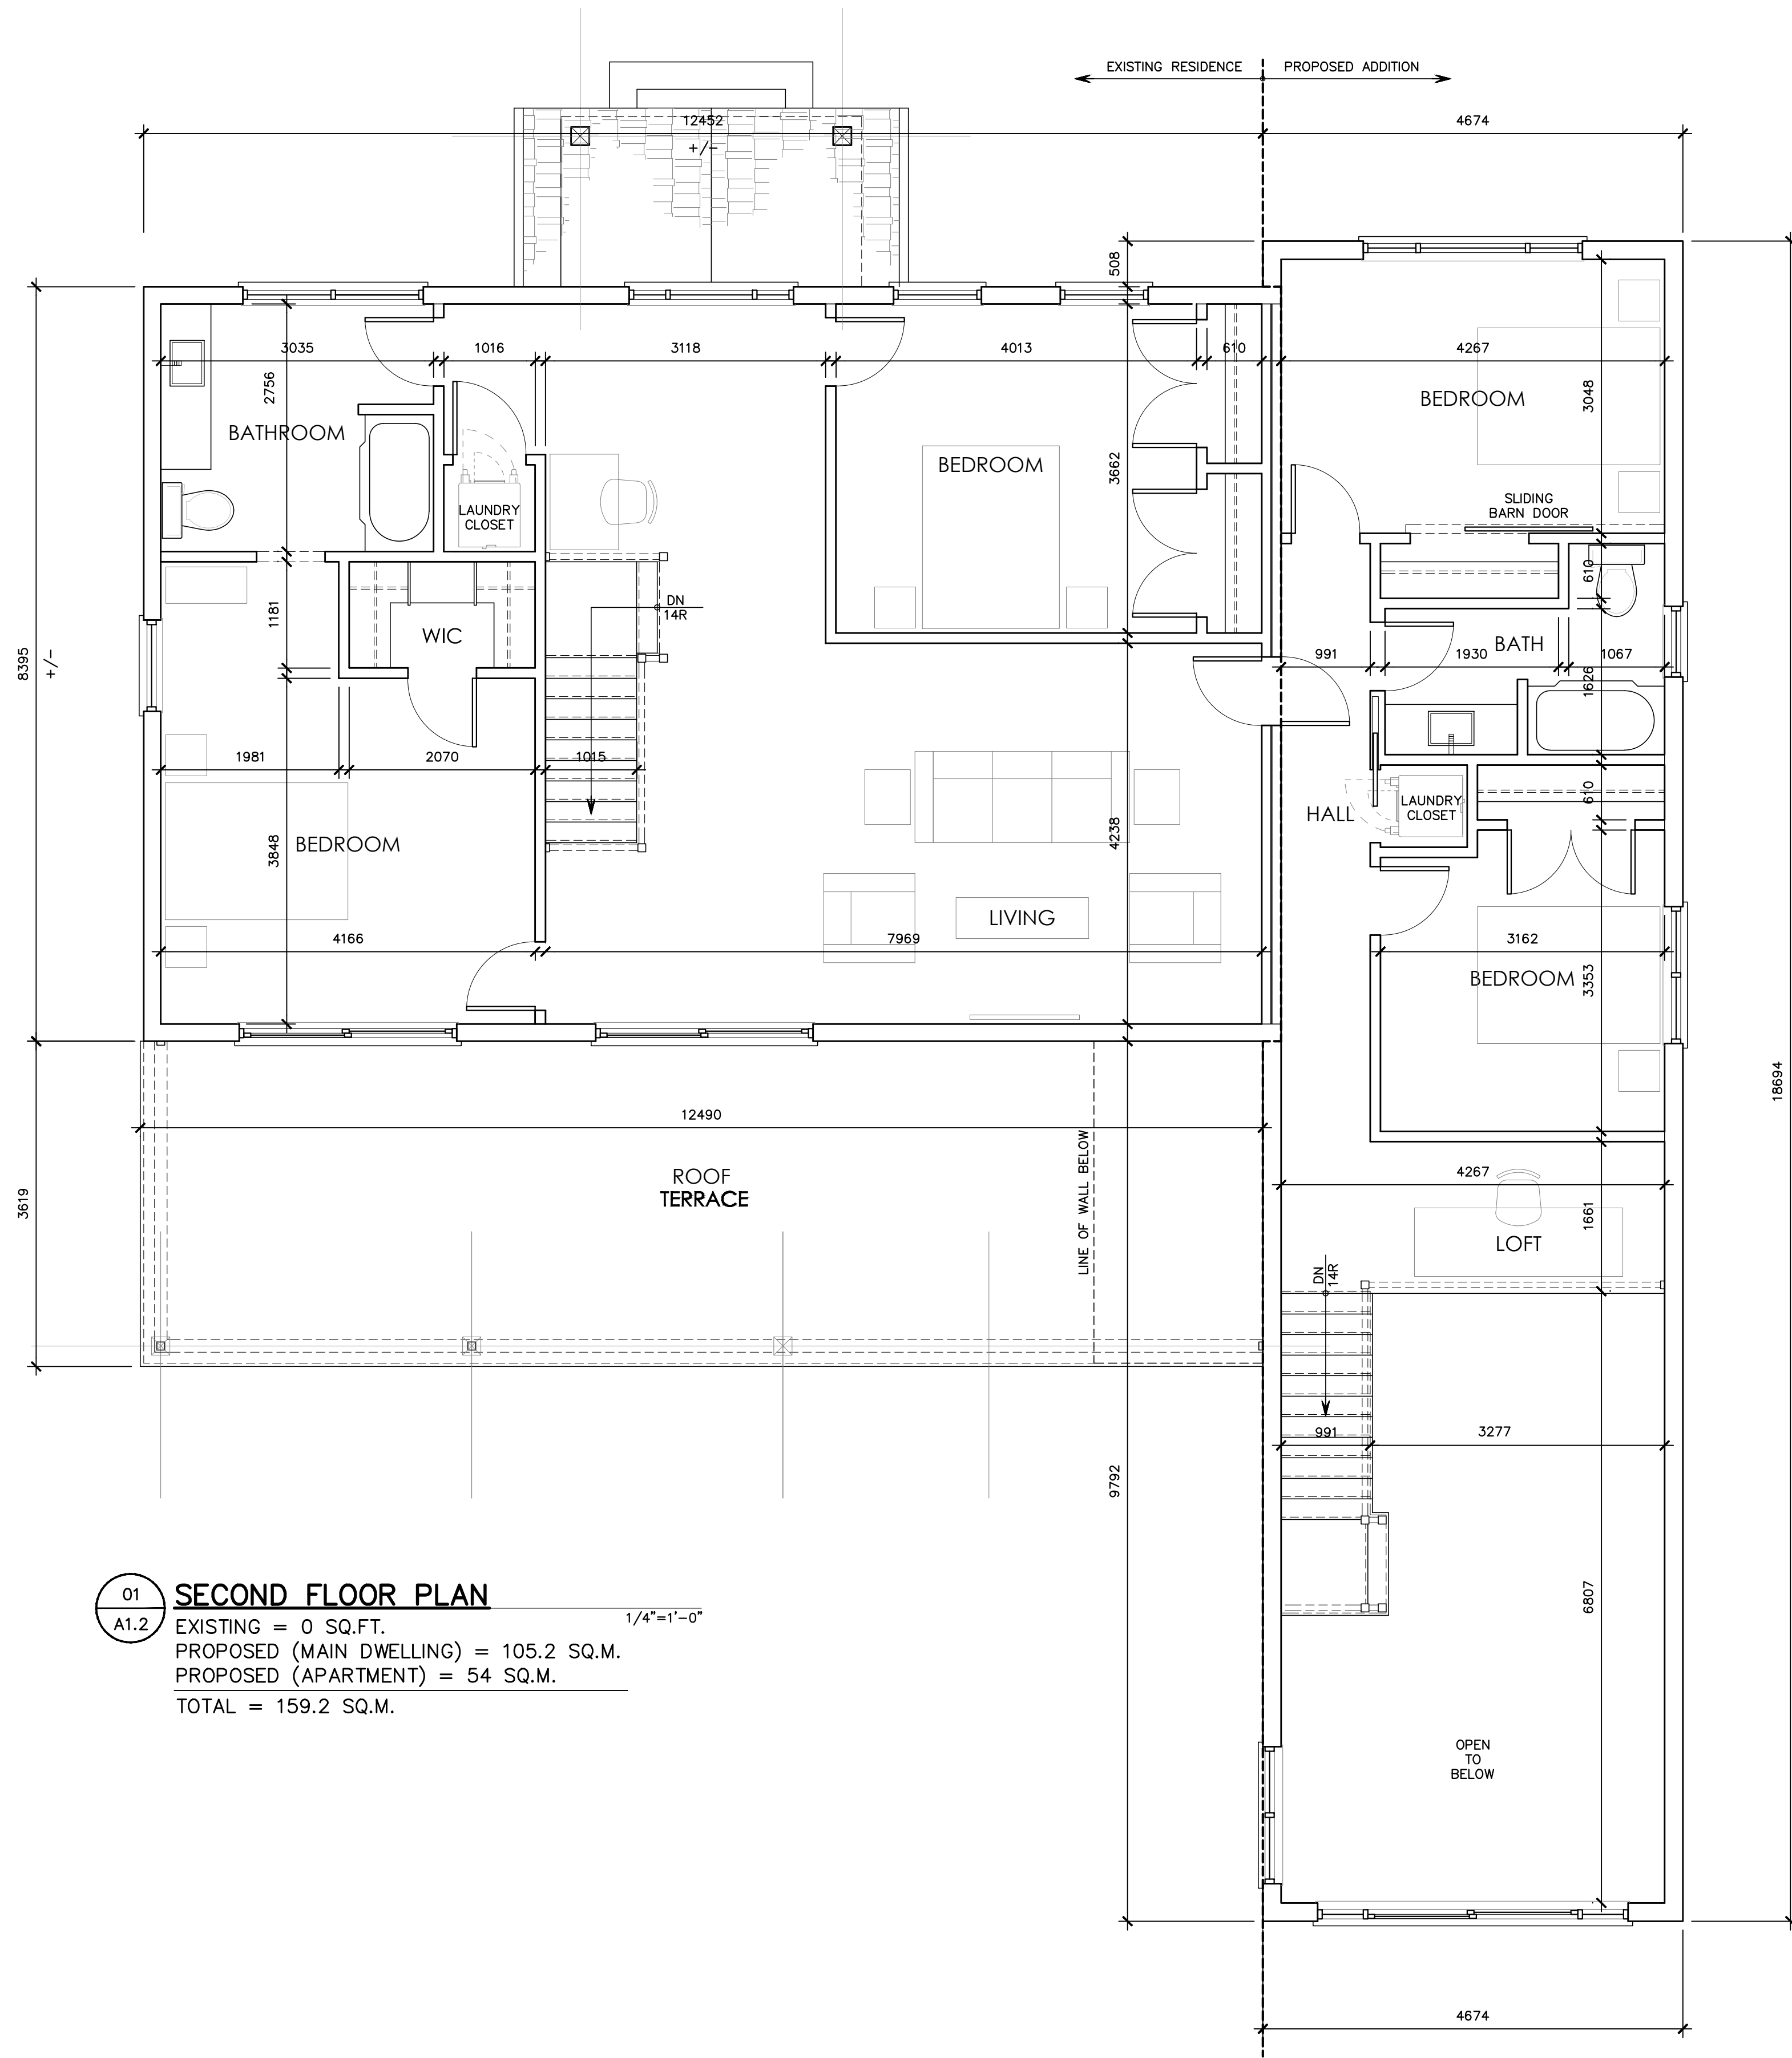 EXISTING RESIDENCE
PROPOSED ADDITION
12452
+/-
4674
508
3035
1016
3118
4013
610
4267
2756
3048
BATHROOM
BEDROOM
BEDROOM
3662
LAUNDRY
CLOSET
SLIDING
BARN DOOR
610
1181
DN
14R
WIC
BATH
991
1930
1067
1626
8395
+/-
1981
2070
1015
610
LAUNDRY
CLOSET
HALL
BEDROOM
3848
4238
LIVING
4166
7969
3162
BEDROOM
3353
18694
12490
ROOF
TERRACE
LINE OF WALL BELOW
3619
4267
1661
LOFT
DN
14R
991
3277
9792
6807
01
A1.2
SECOND FLOOR PLAN
1/4"=1'-0"
EXISTING = 0 SQ.FT.
PROPOSED (MAIN DWELLING) = 105.2 SQ.M.
PROPOSED (APARTMENT) = 54 SQ.M.
TOTAL = 159.2 SQ.M.
OPEN
TO
BELOW
4674